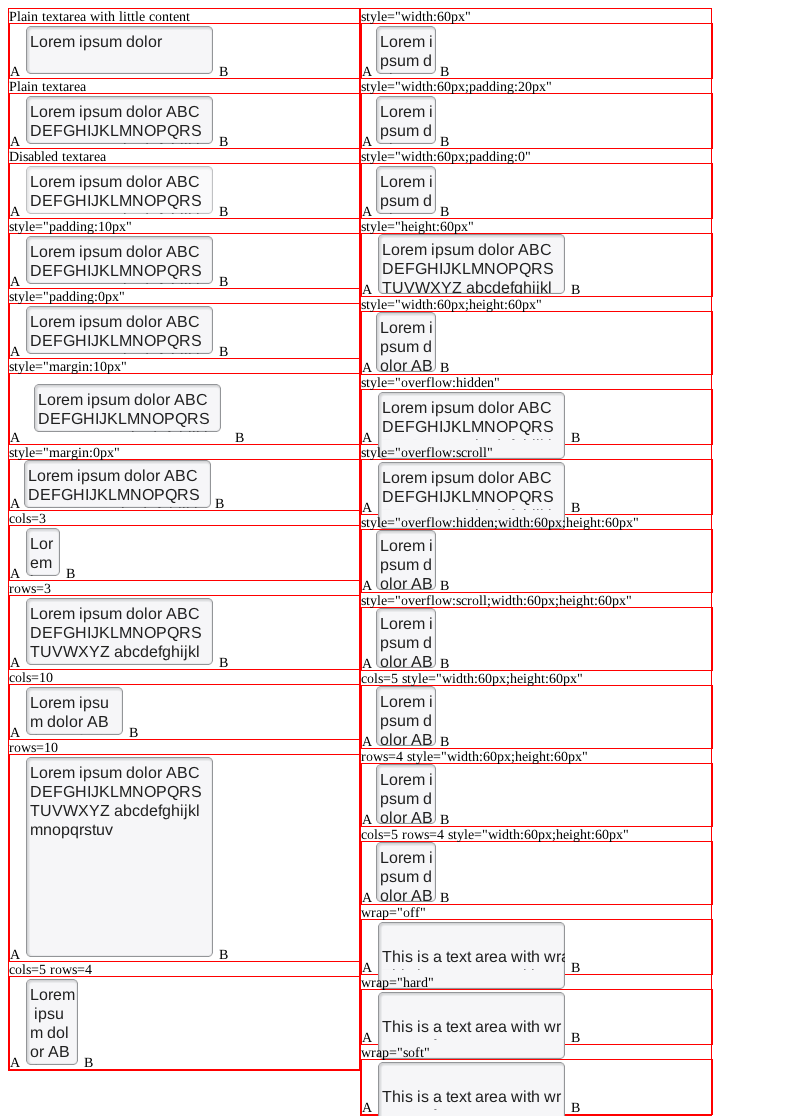 Plain textarea with little content
Lorem ipsum dolor
A B
Plain textarea
Lorem ipsum dolor ABC
DEFGHIJKLMNOPQRS
A B
Disabled textarea
Lorem ipsum dolor ABC
DEFGHIJKLMNOPQRS
A B
style="padding:10px"
Lorem ipsum dolor ABC
DEFGHIJKLMNOPQRS
A B
style="padding:0px"
Lorem ipsum dolor ABC
DEFGHIJKLMNOPQRS
A B
style="margin:10px"
Lorem ipsum dolor ABC
DEFGHIJKLMNOPQRS
A B
style="margin:0px"
Lorem ipsum dolor ABC
DEFGHIJKLMNOPQRS
A B
cols=3
Lor
em
A B
rows=3
Lorem ipsum dolor ABC
DEFGHIJKLMNOPQRS
TUVWXYZ abcdefghijkl
A B
cols=10
Lorem ipsu
m dolor AB
A B
rows=10
Lorem ipsum dolor ABC
DEFGHIJKLMNOPQRS
TUVWXYZ abcdefghijkl
mnopqrstuv
A B
cols=5 rows=4
Lorem
ipsu
m dol
or AB
A B
style="width:60px"
Lorem i
psum d
A B
style="width:60px;padding:20px"
Lorem i
psum d
A B
style="width:60px;padding:0"
Lorem i
psum d
A B
style="height:60px"
Lorem ipsum dolor ABC
DEFGHIJKLMNOPQRS
TUVWXYZ abcdefghijkl
A B
style="width:60px;height:60px"
Lorem i
psum d
olor AB
A B
style="overflow:hidden"
Lorem ipsum dolor ABC
DEFGHIJKLMNOPQRS
A B
style="overflow:scroll"
Lorem ipsum dolor ABC
DEFGHIJKLMNOPQRS
A B
style="overflow:hidden;width:60px;height:60px"
Lorem i
psum d
olor AB
A B
style="overflow:scroll;width:60px;height:60px"
Lorem i
psum d
olor AB
A B
cols=5 style="width:60px;height:60px"
Lorem i
psum d
olor AB
A B
rows=4 style="width:60px;height:60px"
Lorem i
psum d
olor AB
A B
cols=5 rows=4 style="width:60px;height:60px"
Lorem i
psum d
olor AB
A B
wrap="off"
This is a text area with wra
A B
wrap="hard"
This is a text area with wr
A B
wrap="soft"
This is a text area with wr
A B